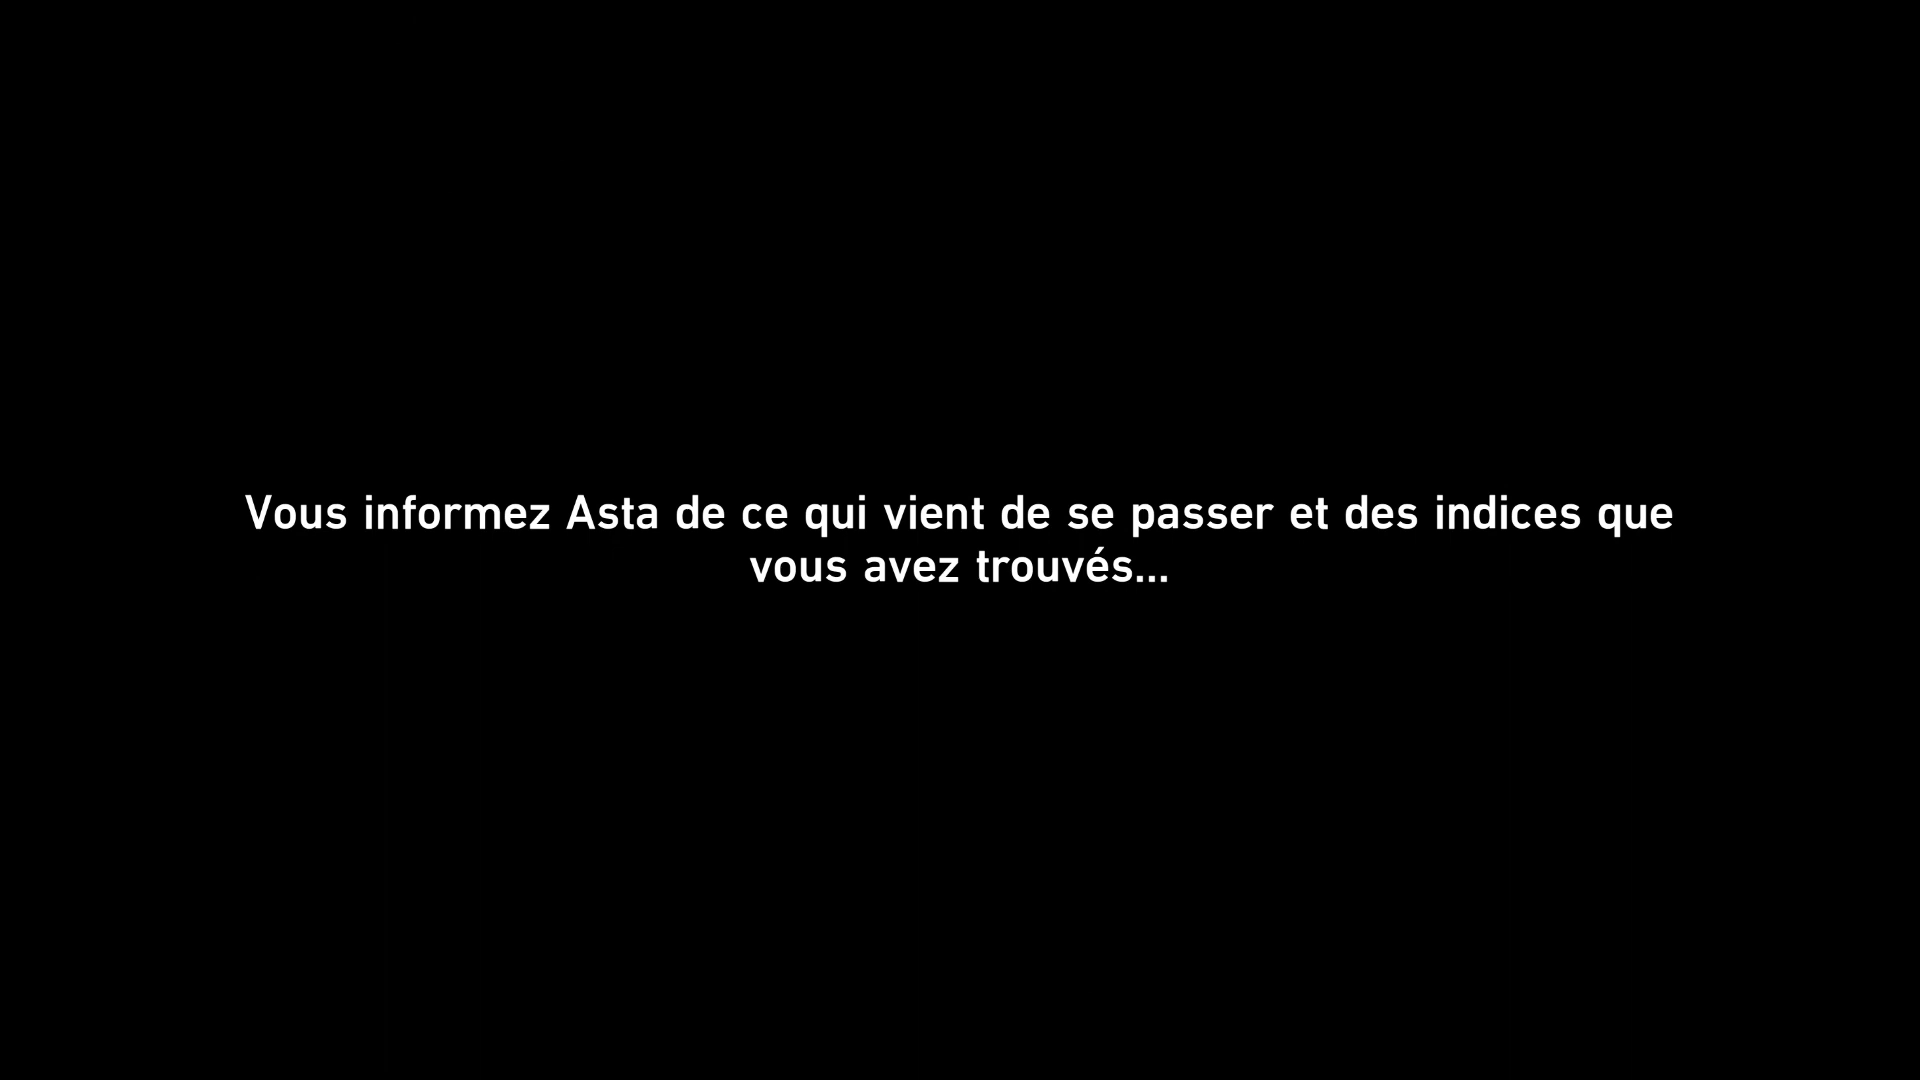 Vous informez Asta de ce qui vient de se passer et des indices que
vous avez trouvés...